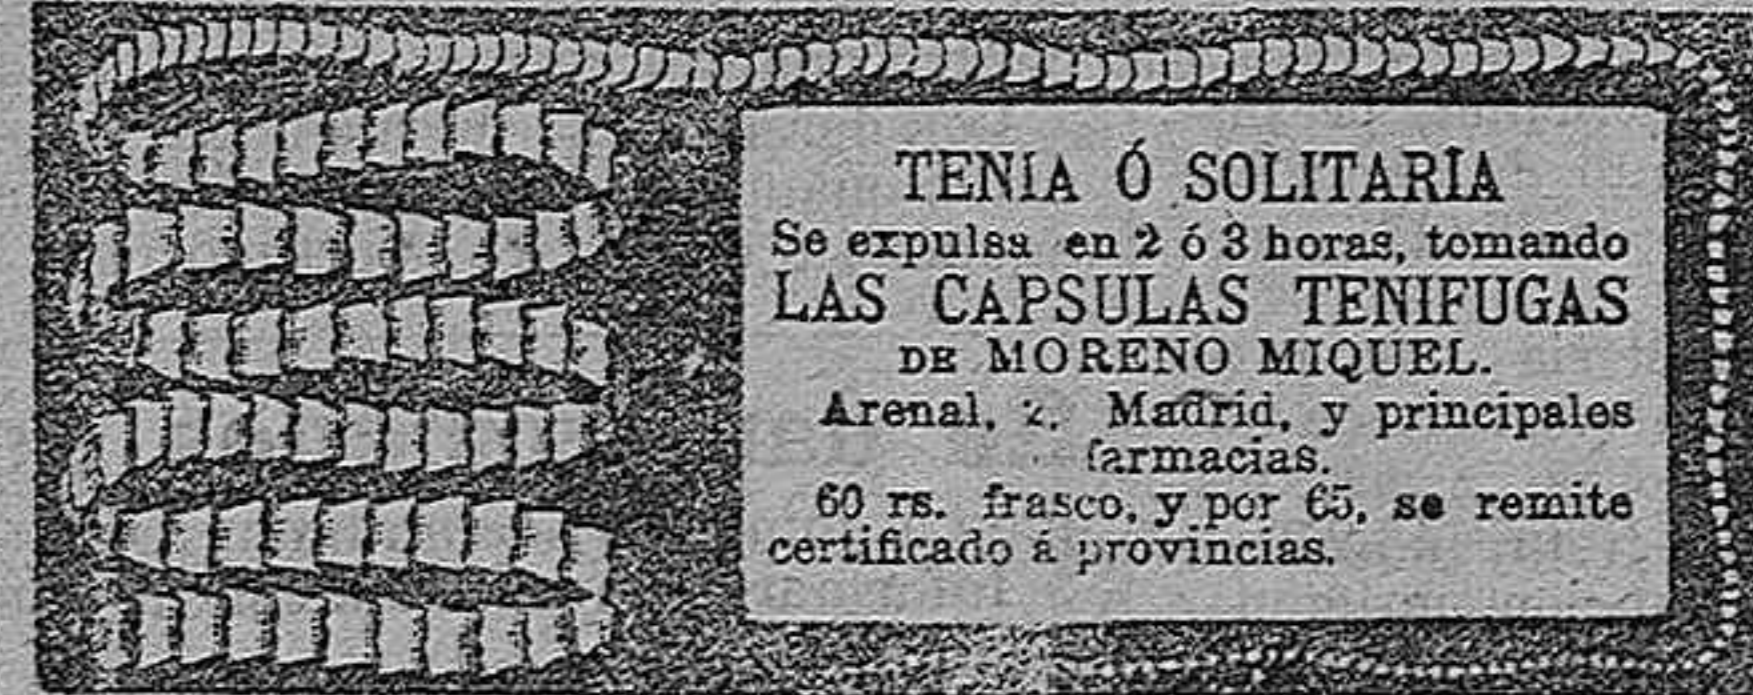 TENIA Ó SOLITARIA
Se expulsa en 2 ó 3 horas, tomando
LAS CAPSULAS TENIFUGAS
DE MORENO MIQUEL.
Arenal, 2, Madrid, y principales
farmacias.
60 rs. frasco, y por 65, se remite
certificado á provincias.